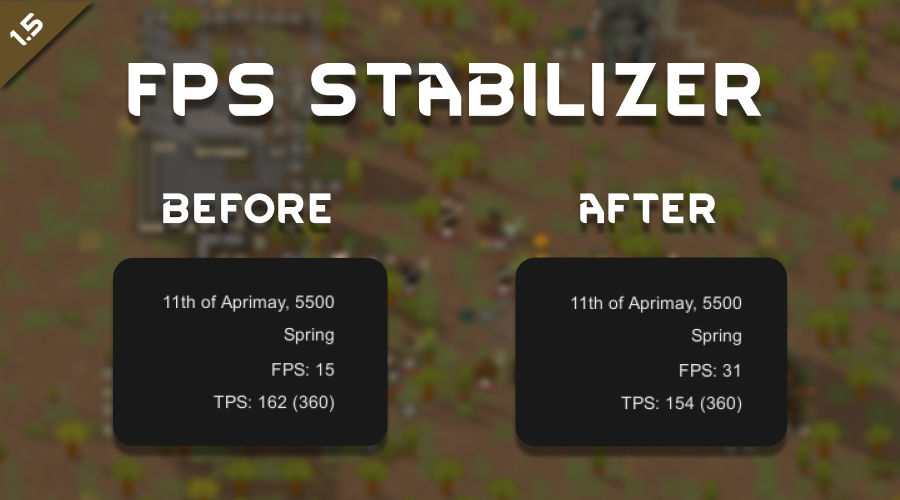 1.5
FPS STABILIZER
BEFORE
AFTER
11th of Aprimay, 5500
Spring
FPS: 15
TPS: 162 (360)
11th of Aprimay, 5500
Spring
FPS: 31
TPS: 154 (360)